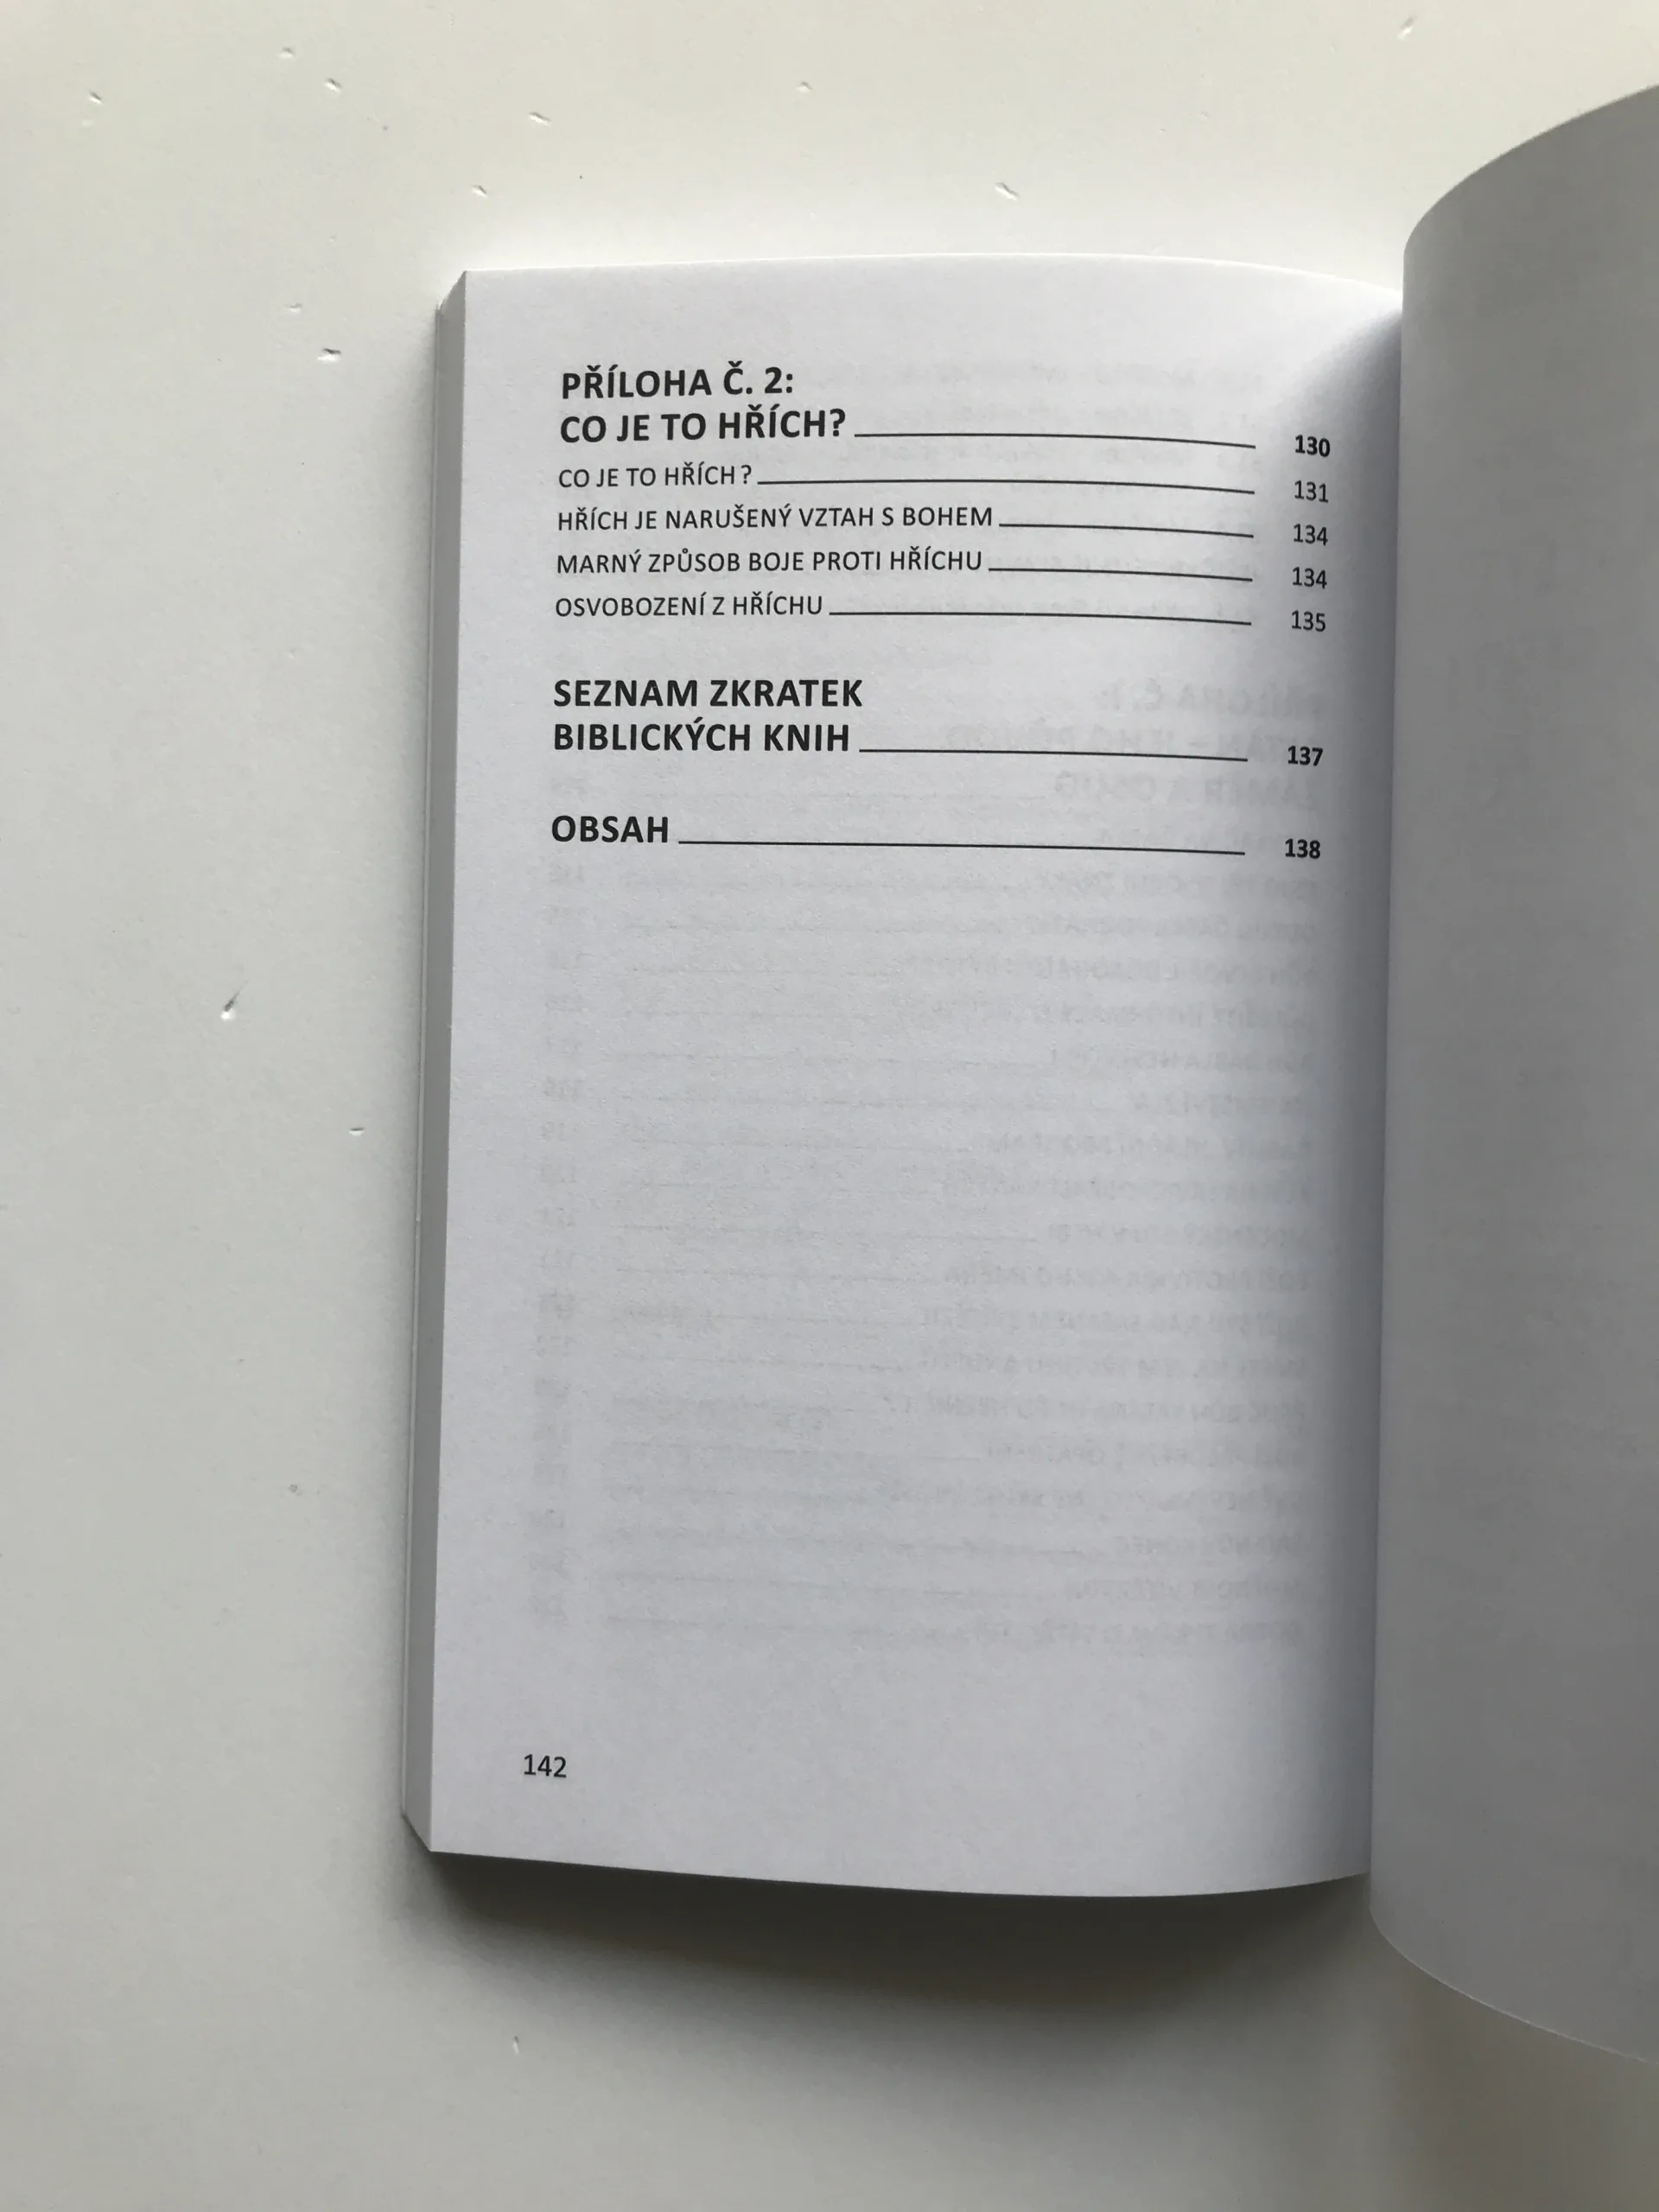 PŘÍLOHA Č. 2:
CO JE TO HŘÍCH? 130
CO JE TO HŘÍCH ? 131
HŘÍCH JE NARUŠENÝ VZTAH S BOHEM 134
MARNÝ ZPŮSOB BOJE PROTI HŘÍCHU 134
OSVOBOZENÍ Z HŘÍCHU 135
SEZNAM ZKRATEK
BIBLICKÝCH KNIH 137
OBSAH 138
142